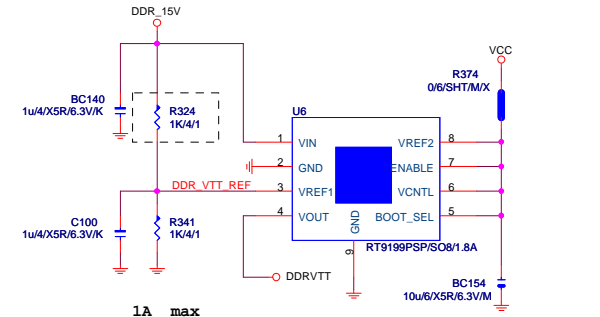 DDR_15V
VCC
R374
0/6/SHT/M/X
BC140
1u/4/X5R/6.3V/K
R324
1K/4/1
U6
1 VIN
VREF2 8
2 GND
ENABLE 7
DDR_VTT_REF
3 VREF1
VCNTL 6
4 VOUT
BOOT_SEL 5
GND
9
C100
1u/4/X5R/6.3V/K
R341
1K/4/1
RT9199PSP/SO8/1.8A
DDRVTT
BC154
10u/6/X5R/6.3V/M
1A max